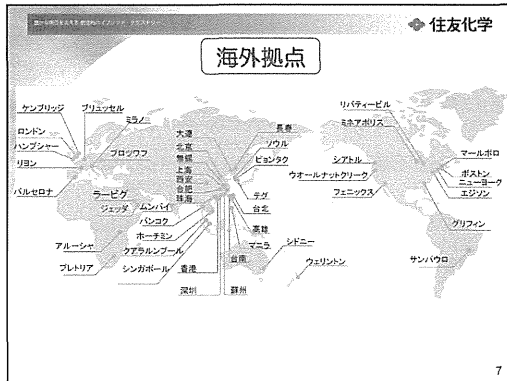 住友化学
海外拠点
ケンブリッジ
ブリュッセル
ミラノ
ロンドン
ハンプシャー
リヨン
ブロツワフ
バルセロナ
ラービグ
ジェッダ
ムンバイ
バンコク
ホーチミン
クアラルンプール
シンガポール
アルーシャ
プレトリア
大連
北京
無錫
上海
西安
合肥
珠海
長春
ソウル
ピョンタク
テグ
台北
高雄
マニラ
台南
香港
深圳
蘇州
シドニー
ウェリントン
リバティービル
ミネアポリス
シアトル
ウオールナットクリーク
フェニックス
マールボロ
ボストン
ニューヨーク
エジソン
グリフィン
サンパウロ
7